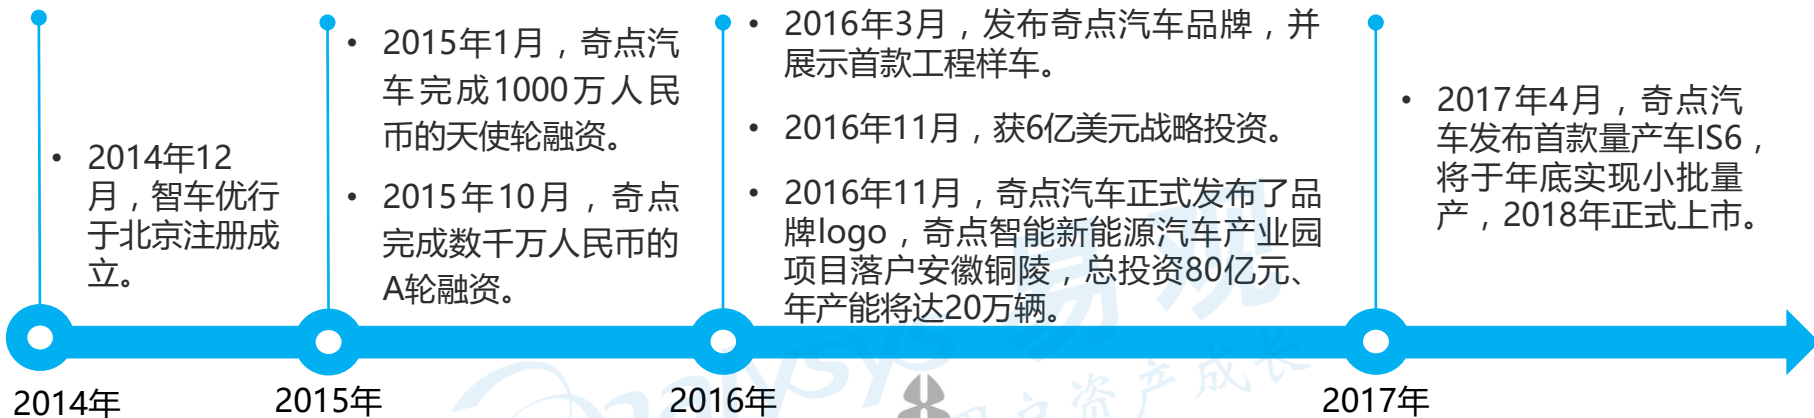 • 2014年12
月，智车优行
于北京注册成
立。
• 2015年1月，奇点汽
车完成1000万人民
币的天使轮融资。
• 2015年10月，奇点
完成数千万人民币的
A轮融资。
• 2016年3月，发布奇点汽车品牌，并
展示首款工程样车。
• 2016年11月，获6亿美元战略投资。
• 2016年11月，奇点汽车正式发布了品
牌logo，奇点智能新能源汽车产业园
项目落户安徽铜陵，总投资80亿元、
年产能将达20万辆。
• 2017年4月，奇点汽
车发布首款量产车IS6，
将于年底实现小批量
产，2018年正式上市。
2014年
2015年
2016年
2017年
analysys 易观
用户资产成长